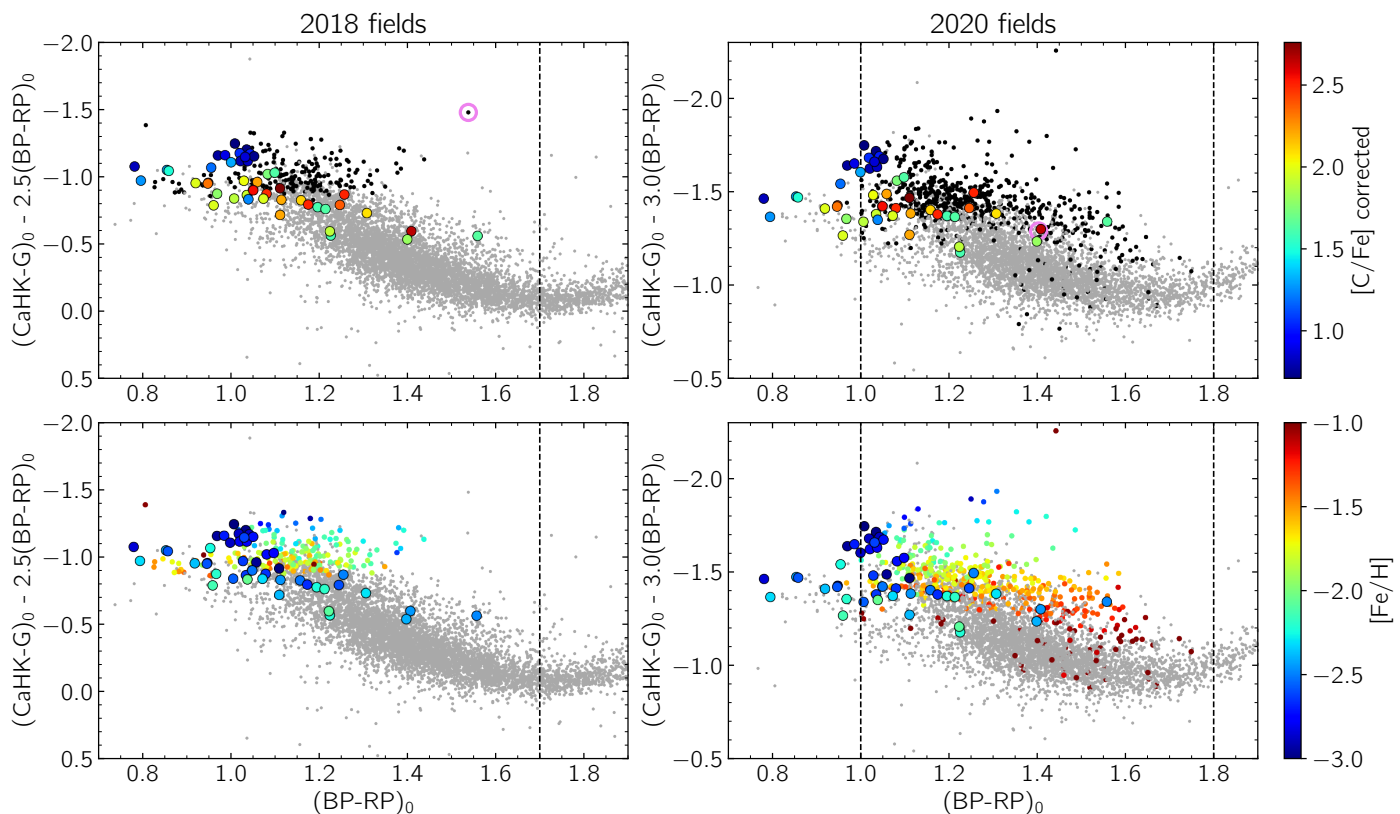 2018 fields
2020 fields
−2.0
−1.5
−1.0
−0.5
0.0
0.5
(CaHK-G)₀ - 2.5(BP-RP)₀
0.8 1.0 1.2 1.4 1.6 1.8
−2.0
−1.5
−1.0
−0.5
(CaHK-G)₀ - 3.0(BP-RP)₀
0.8 1.0 1.2 1.4 1.6 1.8
2.5
2.0
1.5
1.0
[C/Fe] corrected
−2.0
−1.5
−1.0
−0.5
0.0
0.5
(CaHK-G)₀ - 2.5(BP-RP)₀
0.8 1.0 1.2 1.4 1.6 1.8
(BP-RP)₀
−2.0
−1.5
−1.0
−0.5
(CaHK-G)₀ - 3.0(BP-RP)₀
0.8 1.0 1.2 1.4 1.6 1.8
(BP-RP)₀
−1.0
−1.5
−2.0
−2.5
−3.0
[Fe/H]